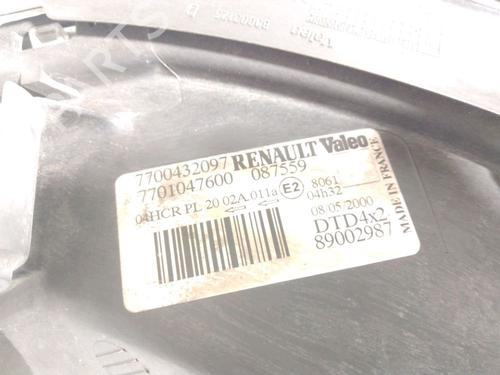 7700432097 RENAULT Valeo
7701047600 087559
04HCR PL 20 02A.011a E2 8061
04h32
08/05/2000
DTD4x2
89002987
MADE IN FRANCE
Valeo